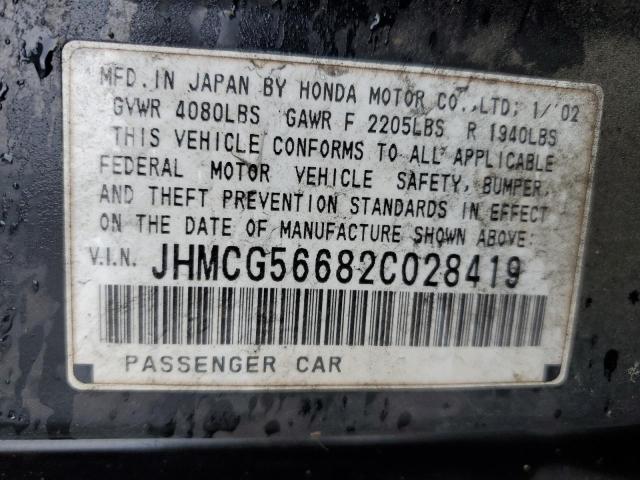 MFD. IN JAPAN BY HONDA MOTOR CO., LTD; 1/'02
GVWR 4080LBS GAWR F 2205LBS R 1940LBS
THIS VEHICLE CONFORMS TO ALL APPLICABLE
FEDERAL MOTOR VEHICLE SAFETY, BUMPER,
AND THEFT PREVENTION STANDARDS IN EFFECT
ON THE DATE OF MANUFACTURE SHOWN ABOVE:
V.I.N. JHMCG56682C028419
PASSENGER CAR